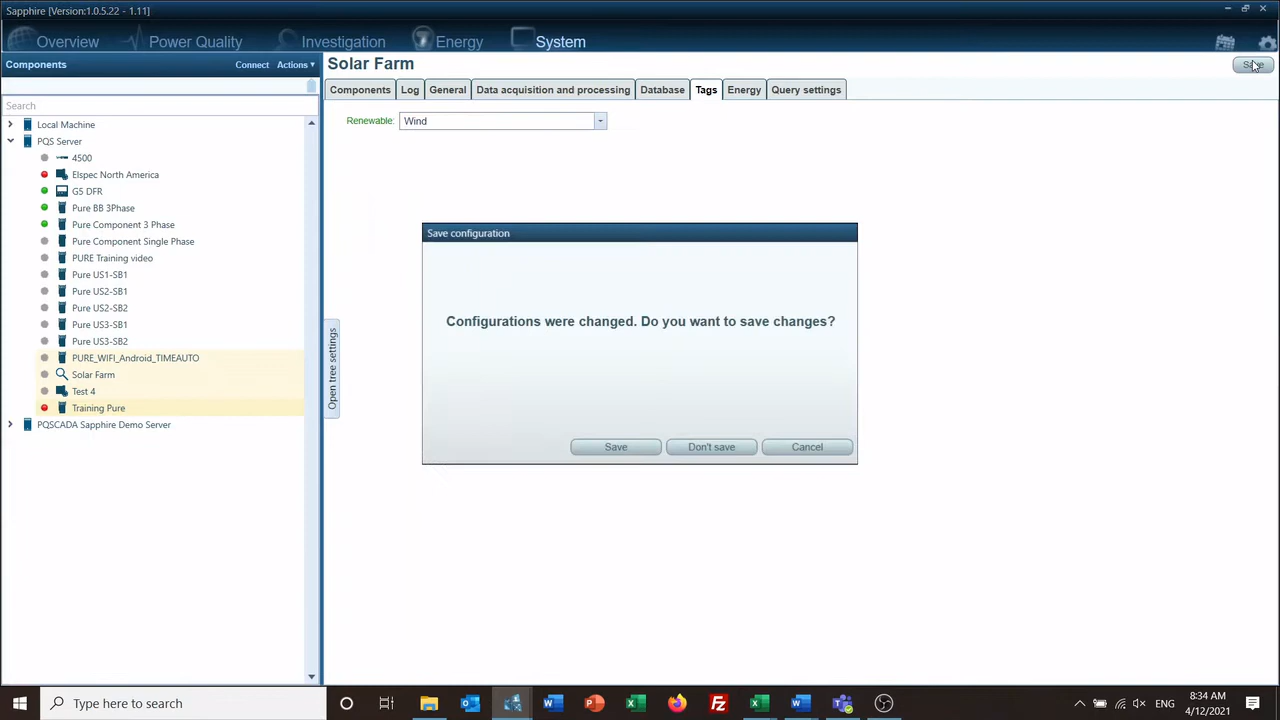 Sapphire [Version:1.0.5.22 - 1.11]
Overview
Power Quality
Investigation
Energy
System
Components
Connect
Actions
Solar Farm
Save
Components
Log
General
Data acquisition and processing
Database
Tags
Energy
Query settings
Search
Renewable:
Wind
Local Machine
PQS Server
4500
Elspec North America
G5 DFR
Pure BB 3Phase
Pure Component 3 Phase
Pure Component Single Phase
PURE Training video
Pure US1-SB1
Pure US2-SB1
Pure US2-SB2
Pure US3-SB1
Pure US3-SB2
PURE_WIFI_Android_TIMEAUTO
Solar Farm
Test 4
Training Pure
PQSCADA Sapphire Demo Server
Open tree settings
Save configuration
Configurations were changed. Do you want to save changes?
Save
Don't save
Cancel
Type here to search
ENG
8:34 AM
4/12/2021